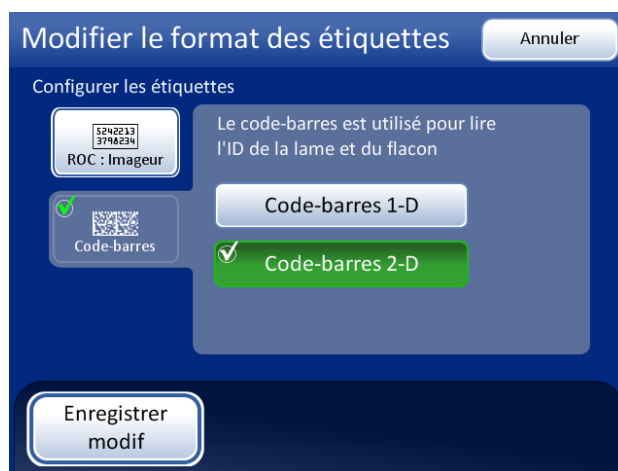 Modifier le format des étiquettes
Annuler
Configurer les étiquettes
5242213
3798234
ROC : Imageur
Le code-barres est utilisé pour lire
l'ID de la lame et du flacon
Code-barres 1-D
Code-barres
Code-barres 2-D
Enregistrer
modif